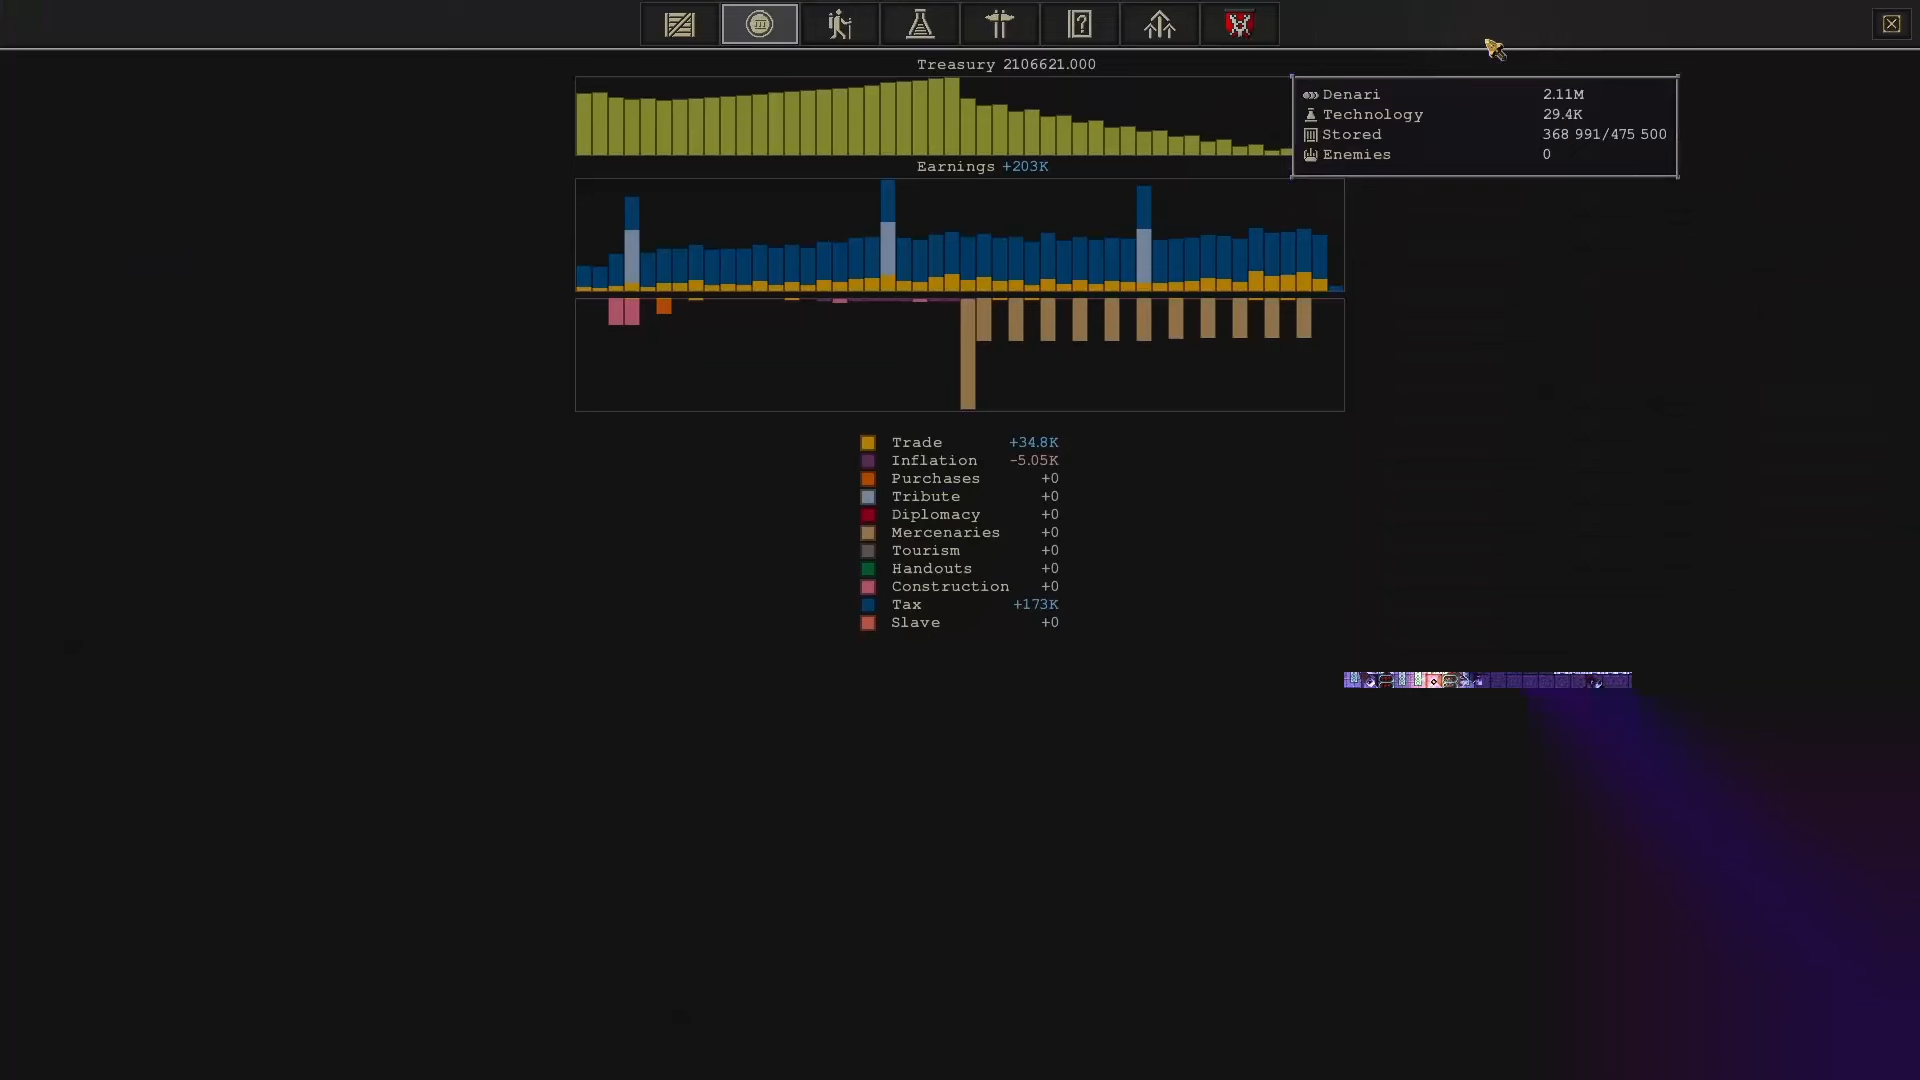 Treasury 2106621.000
Denari 2.11M
Technology 29.4K
Stored 368 991/475 500
Enemies 0
Earnings +203K
Trade +34.8K
Inflation -5.05K
Purchases +0
Tribute +0
Diplomacy +0
Mercenaries +0
Tourism +0
Handouts +0
Construction +0
Tax +173K
Slave +0